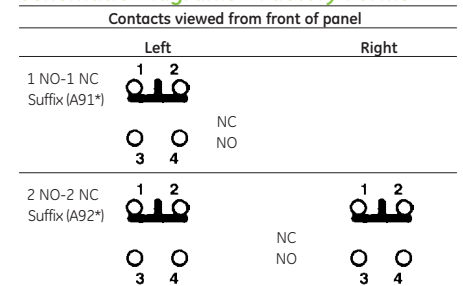 Contacts viewed from front of panel
Left Right
1 NO-1 NC
Suffix (A91*)
1 2
NC
NO
3 4
2 NO-2 NC
Suffix (A92*)
1 2 1 2
NC
NO
3 4 3 4